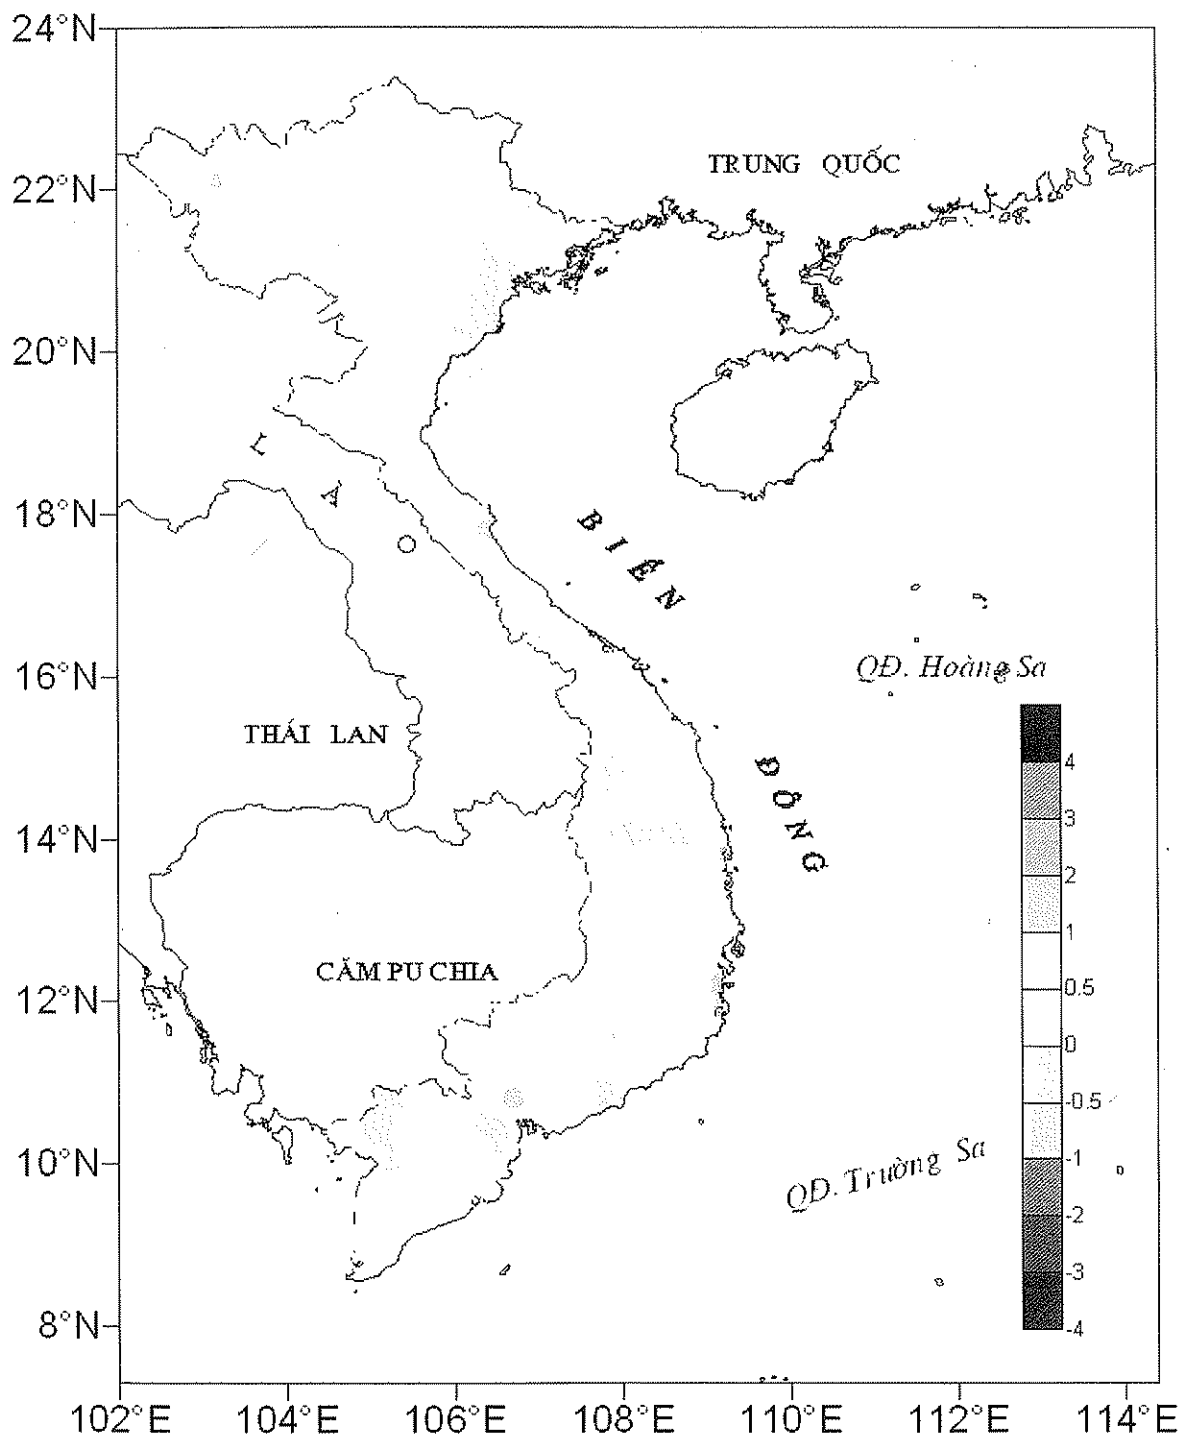 24°N
TRUNG QUỐC
22°N
20°N
L
A
O
18°N
BIỂN
16°N
QĐ. Hoàng Sa
THÁI LAN
ĐÔNG
4
3
14°N
2
1
CĂM PU CHIA
12°N
0.5
0
-0.5
10°N
QĐ. Trường Sa
-1
-2
-3
8°N
-4
102°E 104°E 106°E 108°E 110°E 112°E 114°E